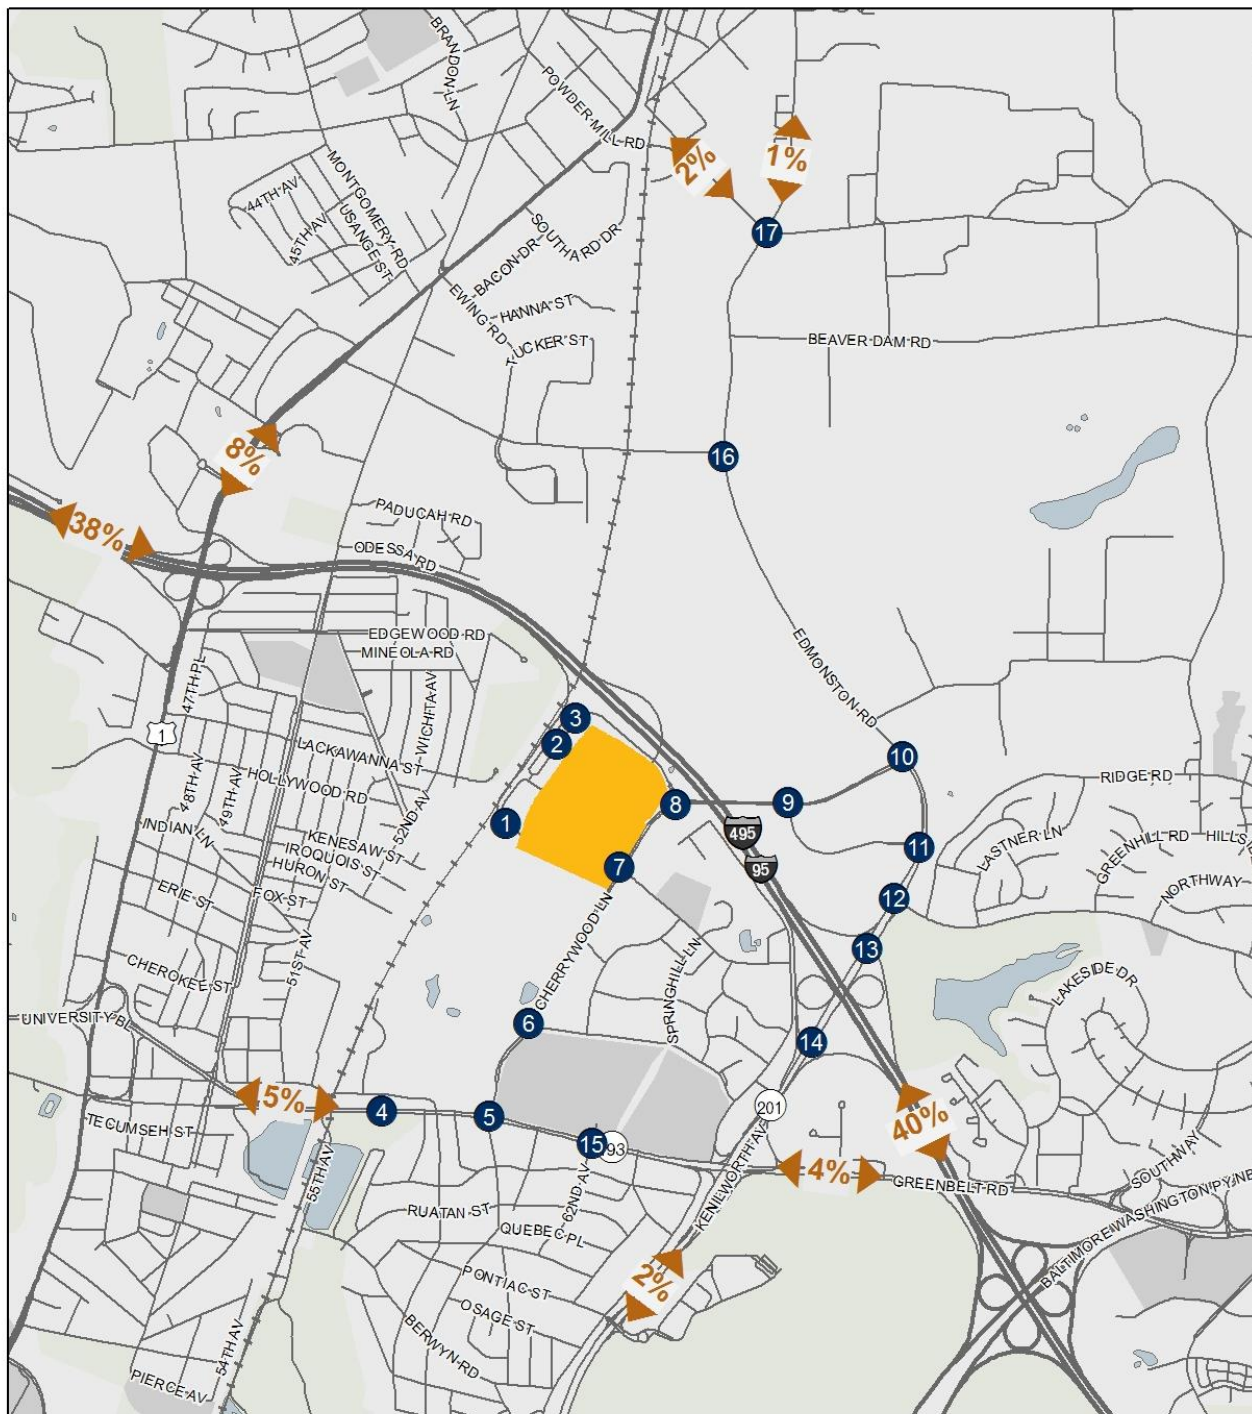 BRANDON LN
POWDER MILL RD
2%
1%
MONTGOMERY RD
44TH AV
USANGE ST
45TH AV
17
SOUTHARD DR
BACON DR
EWING RD
HANNA ST
TUCKER ST
BEAVER DAM RD
8%
16
PADUCAH RD
38%
ODESSA RD
EDGEWOOD RD
MINEOLA RD
EDMONSTON RD
47TH PL
WICHITA AV
3
1
2
LACKAWANNA ST
10
RIDGE RD
HOLLYWOOD RD
48TH AV
49TH AV
52ND AV
8
9
1
495
INDIAN LN
KENESAW ST
IROQUOIS ST
HURON ST
LASTNER LN
GREENHILL RD
HILLSI
11
7
95
ERIE ST
FOX ST
12
NORTHWAY
CHERRYWOOD LN
13
51ST AV
CHEROKEE ST
SPRINGHILL LN
LAKESIDE DR
UNIVERSITY BL
6
14
5%
4
5
201
40%
TECUMSEH ST
15
193
KENILWORTH AV
SOUTHWAY
4%
GREENBELT RD
55TH AV
62ND AV
RUATAN ST
QUEBEC PL
BALTIMORE WASHINGTON PY NE
2%
PONTIAC ST
OSAGE ST
BERWYN RD
54TH AV
PIERCE AV